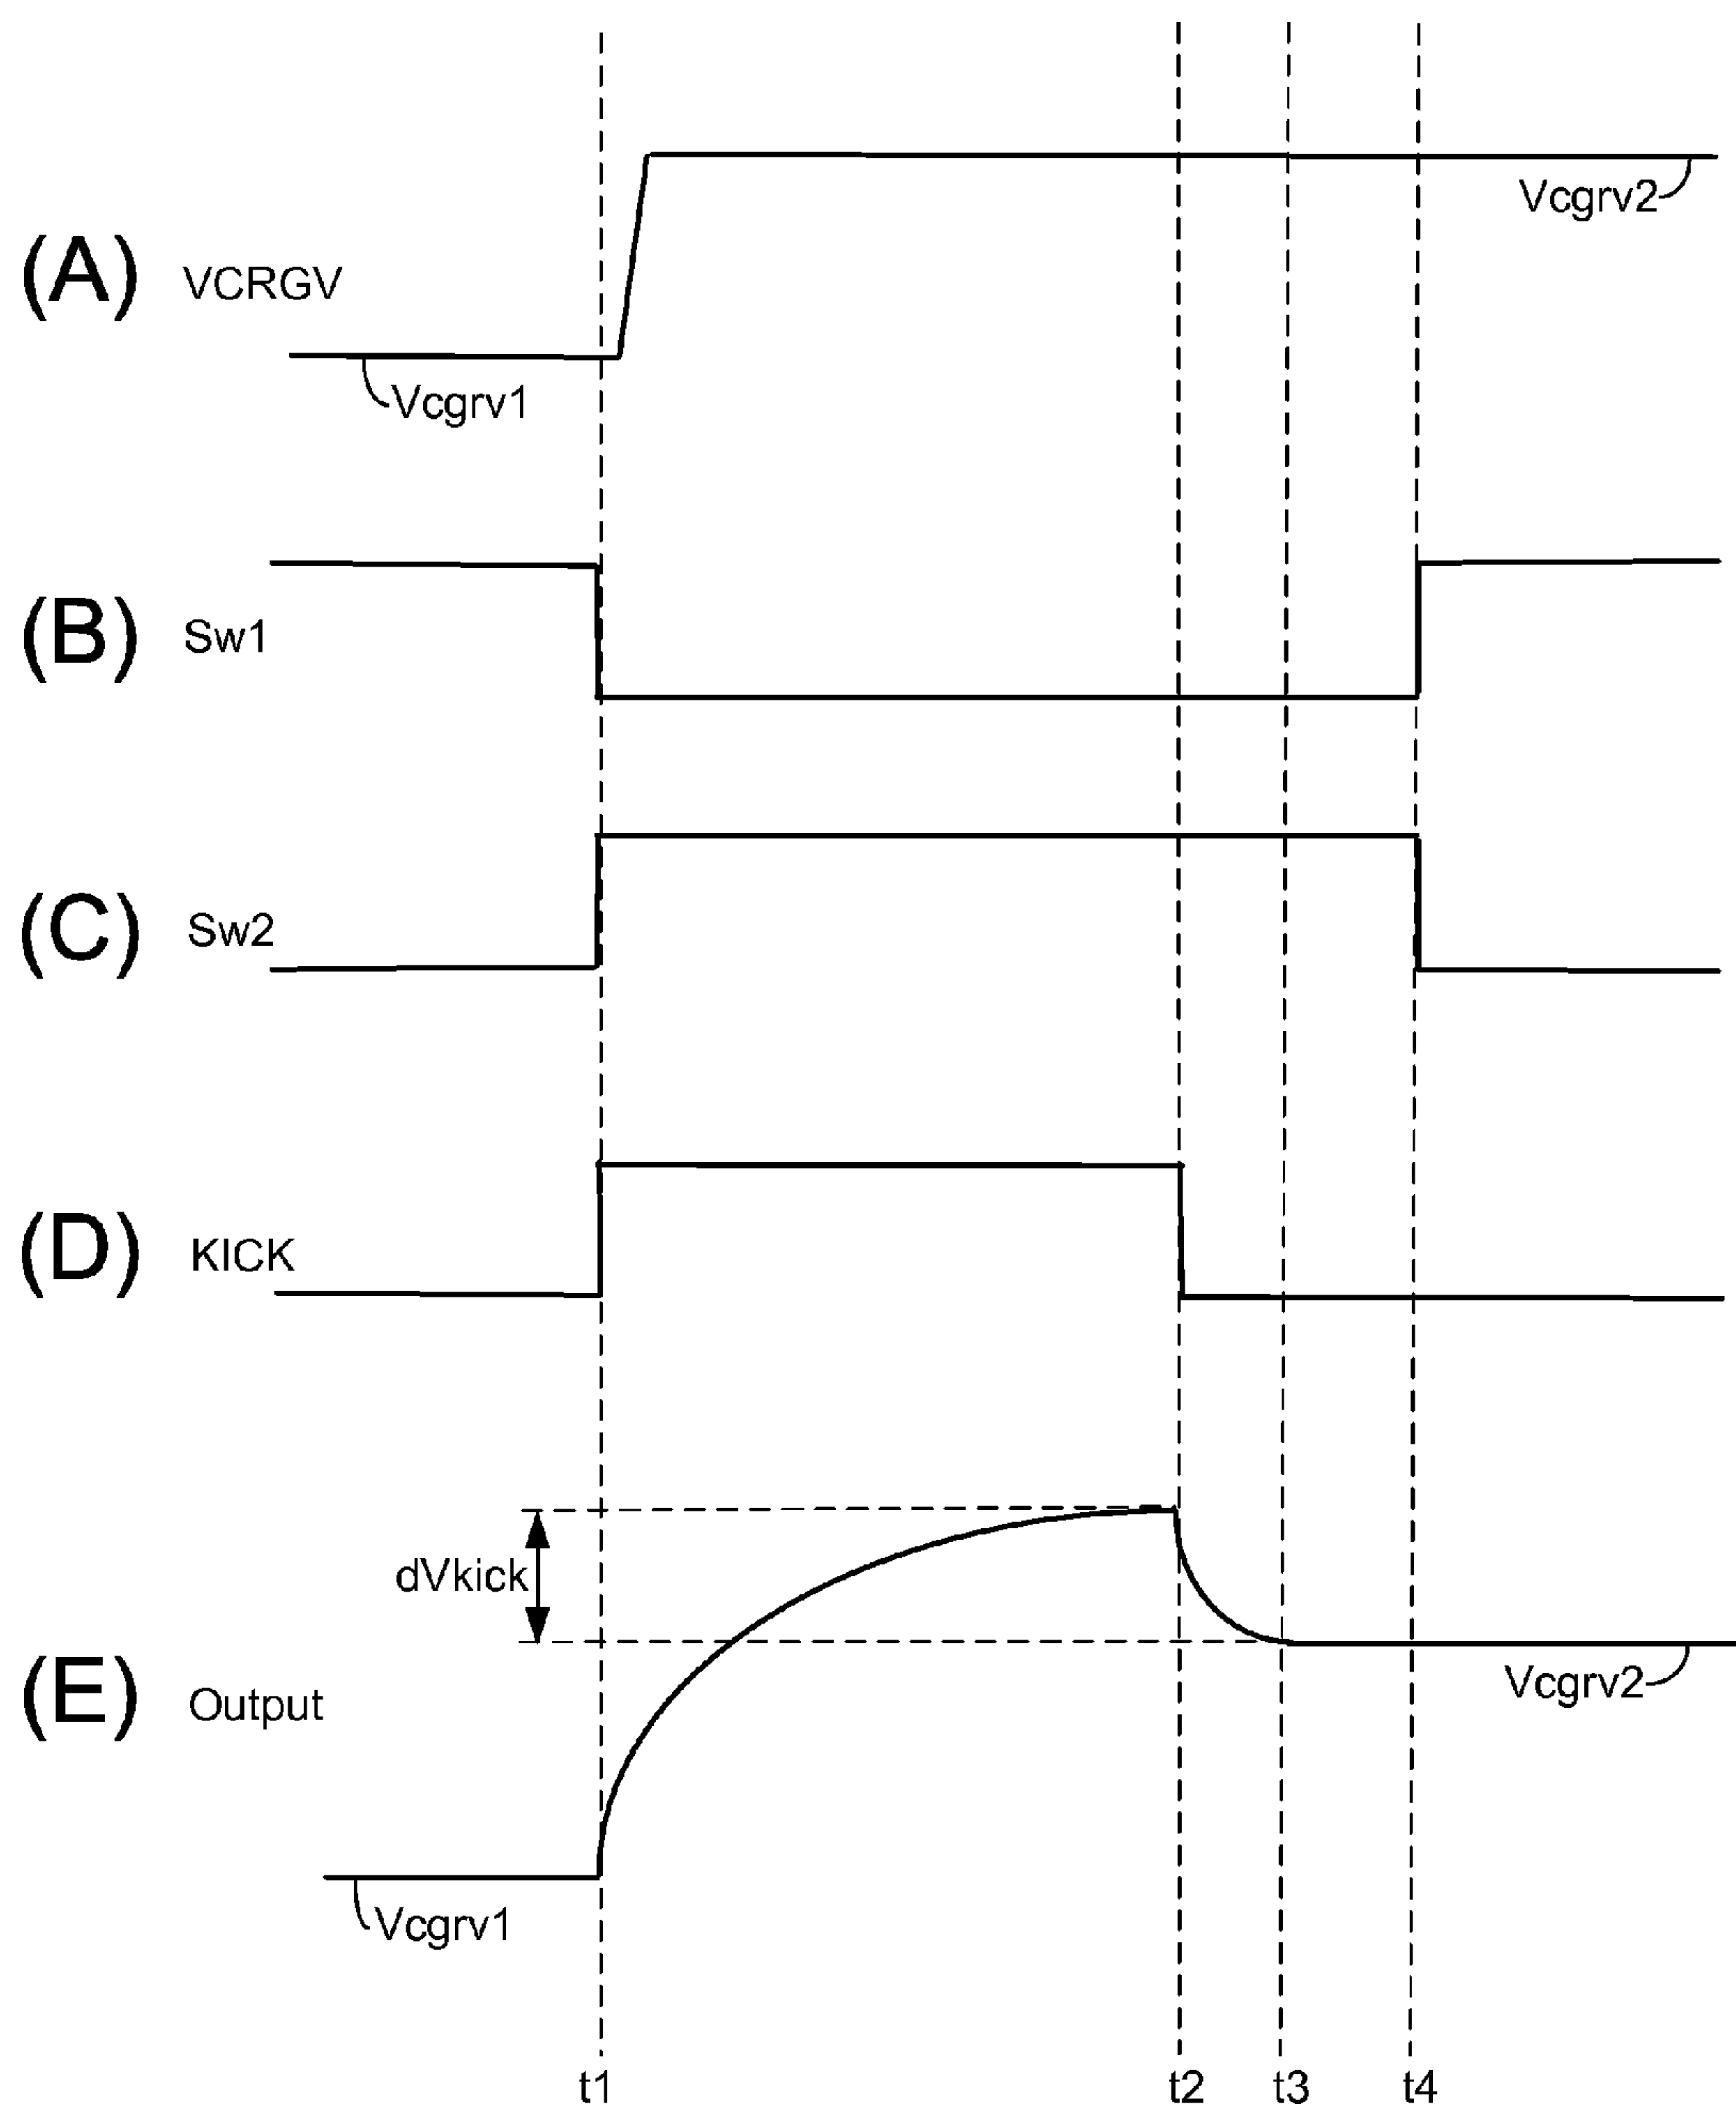 (A) VCRGV
Vcgrv2
Vcgrv1
(B) Sw1
(C) Sw2
(D) KICK
dVkick
(E) Output
Vcgrv2
Vcgrv1
t1 t2 t3 t4